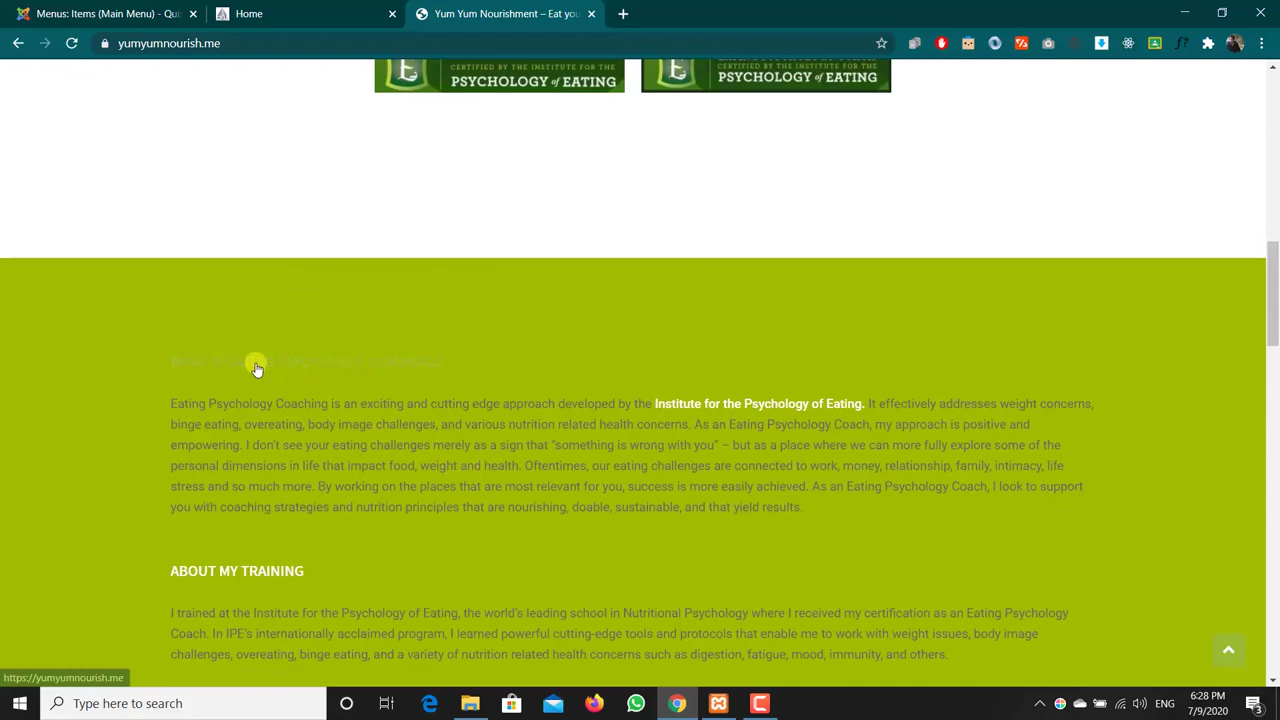 Menus: Items (Main Menu) - Qui
Home
Yum Yum Nourishment – Eat you
yumyumnourish.me
CERTIFIED BY THE INSTITUTE FOR THE
PSYCHOLOGY of EATING
PSYCHOLOGY of EATING
Eating Psychology Coaching is an exciting and cutting edge approach developed by the Institute for the Psychology of Eating. It effectively addresses weight concerns,
binge eating, overeating, body image challenges, and various nutrition related health concerns. As an Eating Psychology Coach, my approach is positive and
empowering. I don't see your eating challenges merely as a sign that “something is wrong with you” – but as a place where we can more fully explore some of the
personal dimensions in life that impact food, weight and health. Oftentimes, our eating challenges are connected to work, money, relationship, family, intimacy, life
stress and so much more. By working on the places that are most relevant for you, success is more easily achieved. As an Eating Psychology Coach, I look to support
you with coaching strategies and nutrition principles that are nourishing, doable, sustainable, and that yield results.
ABOUT MY TRAINING
I trained at the Institute for the Psychology of Eating, the world’s leading school in Nutritional Psychology where I received my certification as an Eating Psychology
Coach. In IPE’s internationally acclaimed program, I learned powerful cutting-edge tools and protocols that enable me to work with weight issues, body image
challenges, overeating, binge eating, and a variety of nutrition related health concerns such as digestion, fatigue, mood, immunity, and others.
https://yumyumnourish.me
Type here to search
6:28 PM
7/9/2020
3